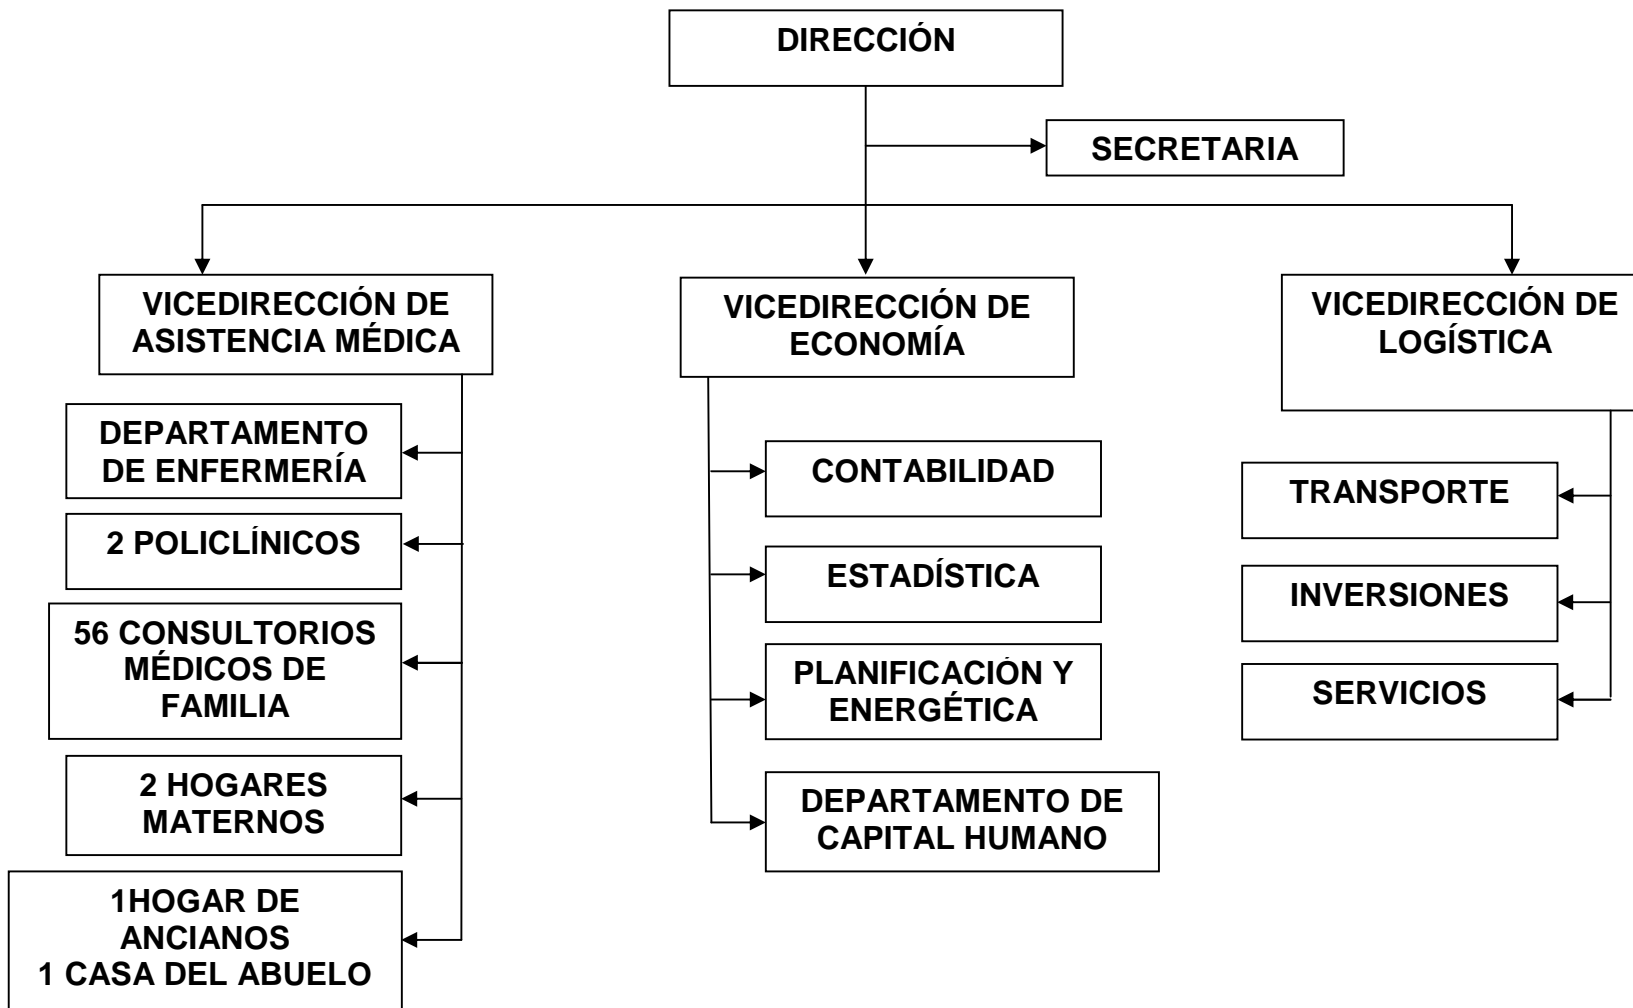 DIRECCIÓN
SECRETARIA
VICEDIRECCIÓN DE
ASISTENCIA MÉDICA
DEPARTAMENTO
DE ENFERMERÍA
2 POLICLÍNICOS
56 CONSULTORIOS
MÉDICOS DE
FAMILIA
2 HOGARES
MATERNOS
1HOGAR DE
ANCIANOS
1 CASA DEL ABUELO
VICEDIRECCIÓN DE
ECONOMÍA
CONTABILIDAD
ESTADÍSTICA
PLANIFICACIÓN Y
ENERGÉTICA
DEPARTAMENTO DE
CAPITAL HUMANO
VICEDIRECCIÓN DE
LOGÍSTICA
TRANSPORTE
INVERSIONES
SERVICIOS